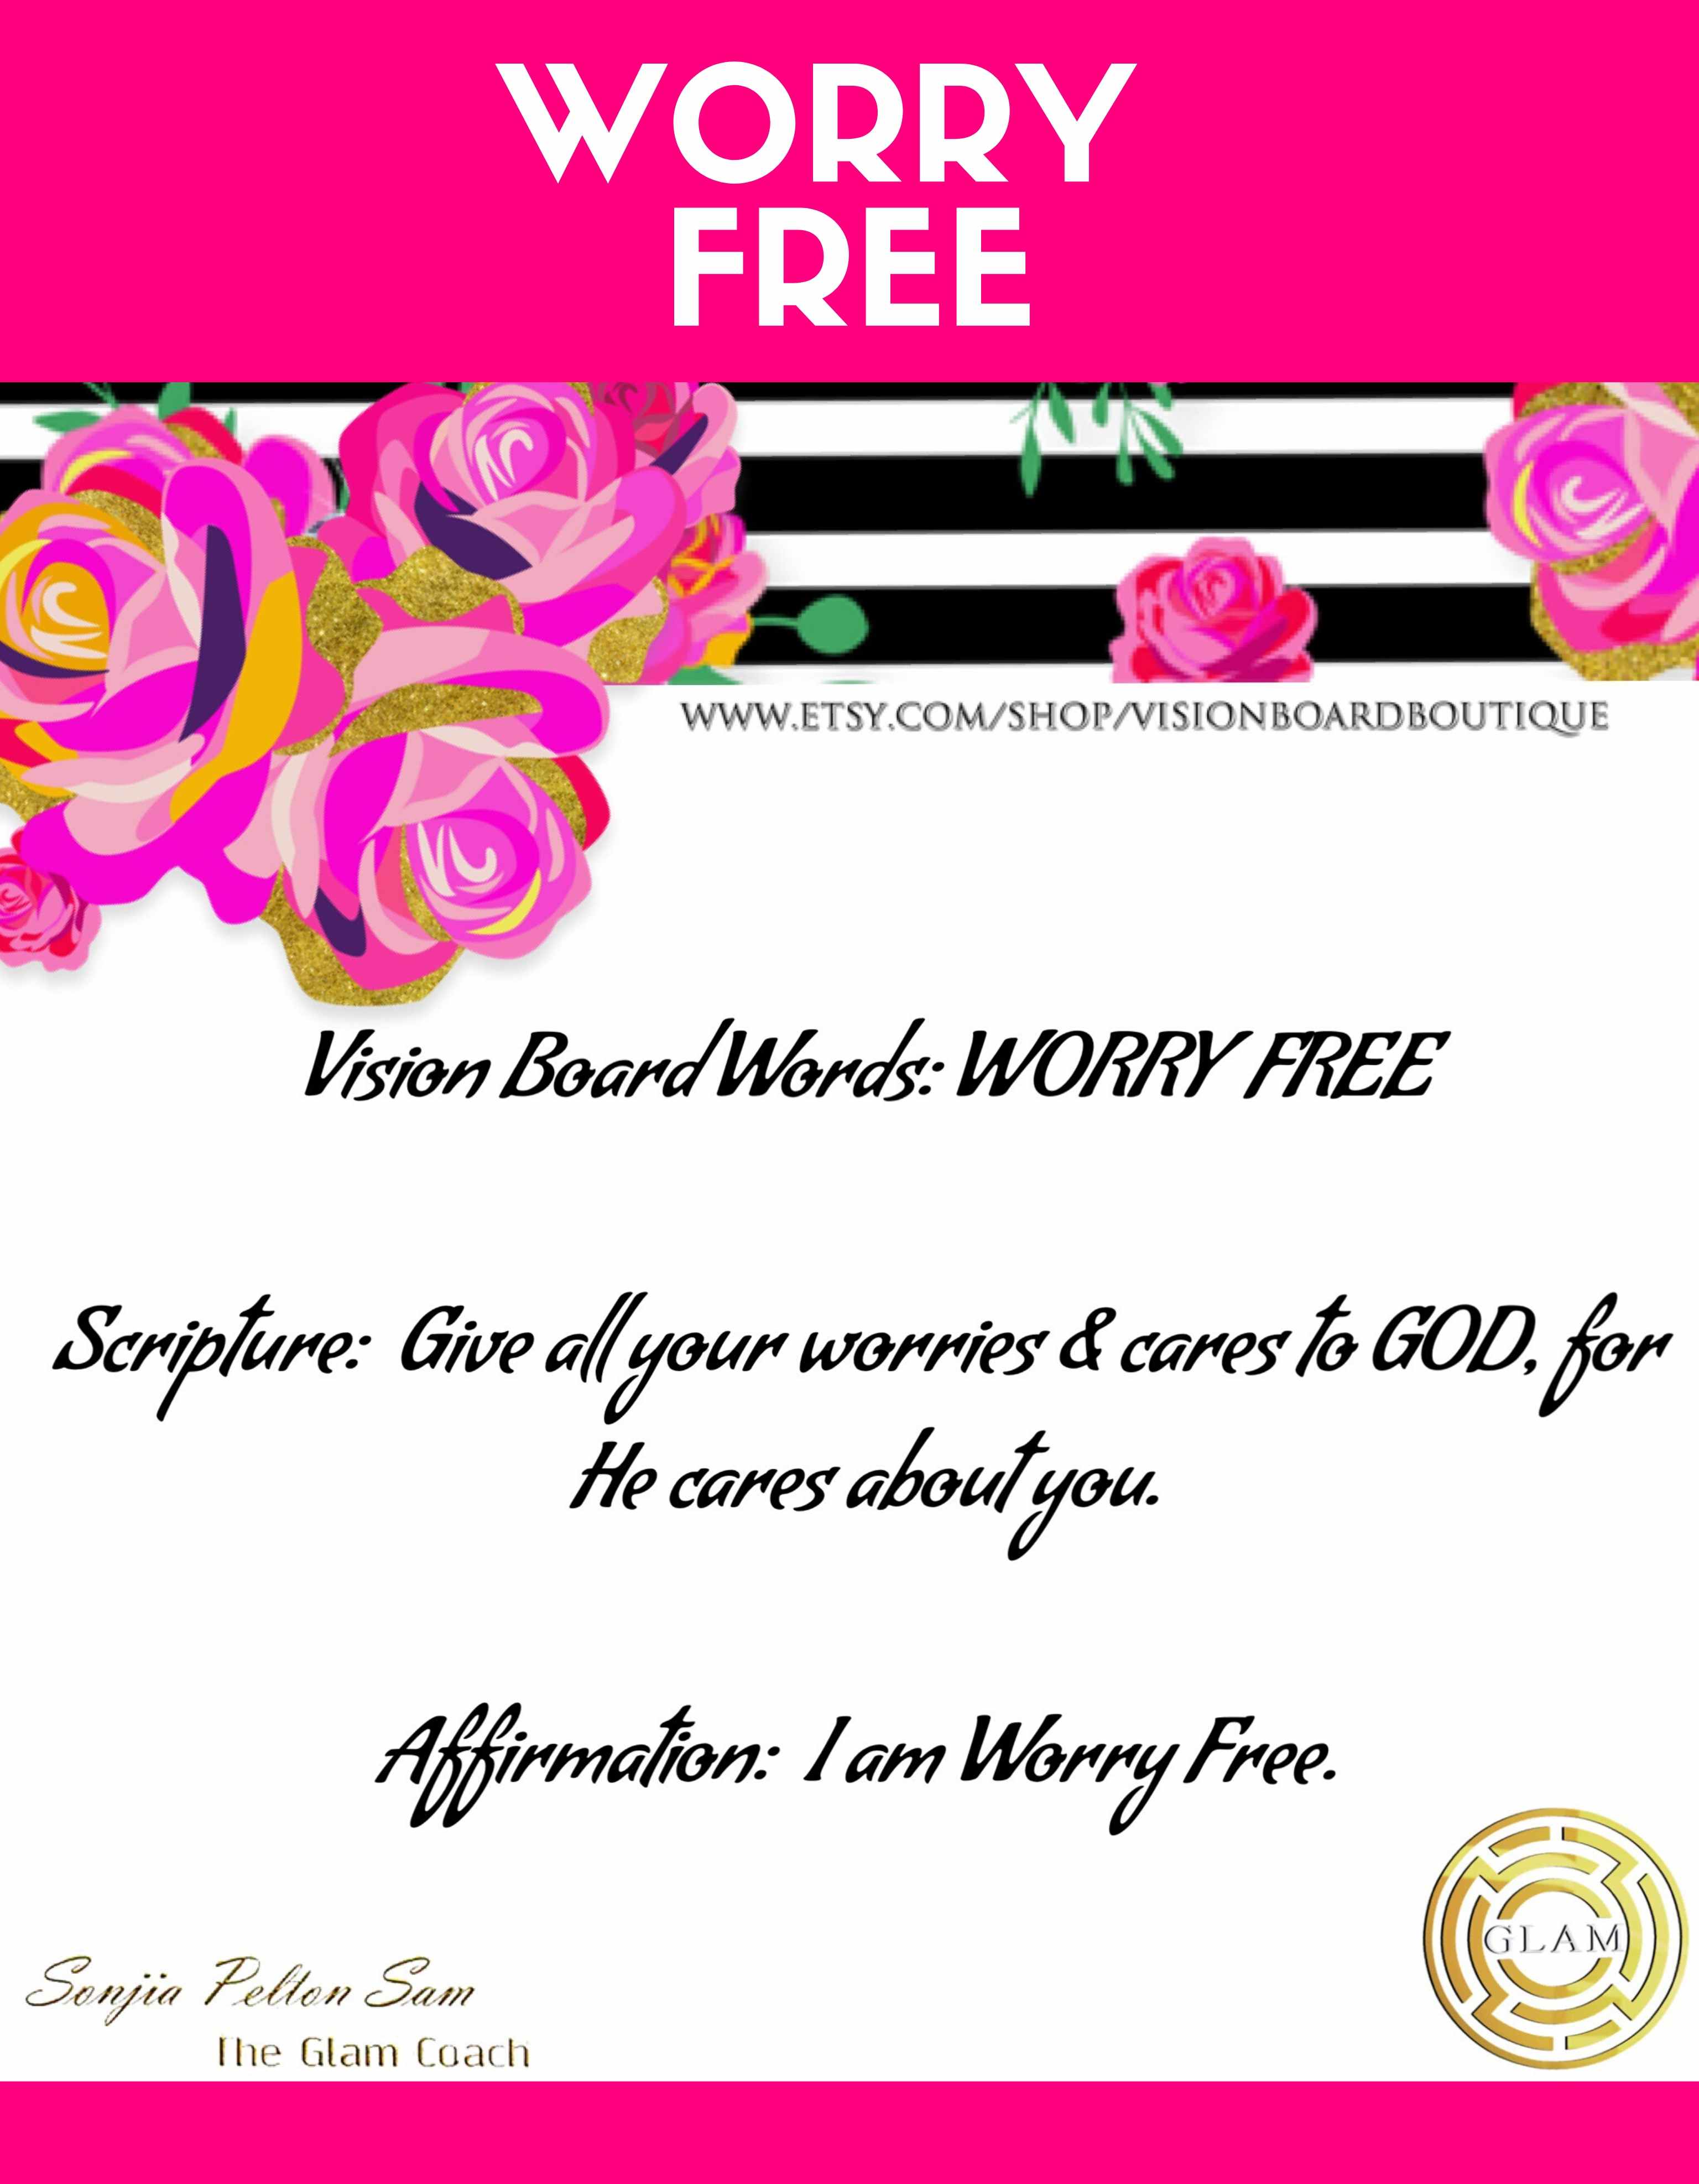 WORRY
FREE
WWW.ETSY.COM/SHOP/VISIONBOARDBOUTIQUE
Vision Board Words: WORRY FREE
Scripture: Give all your worries & cares to GOD, for
He cares about you.
Affirmation: I am Worry Free.
GLAM
Sonjia Pelton Sam
The Glam Coach